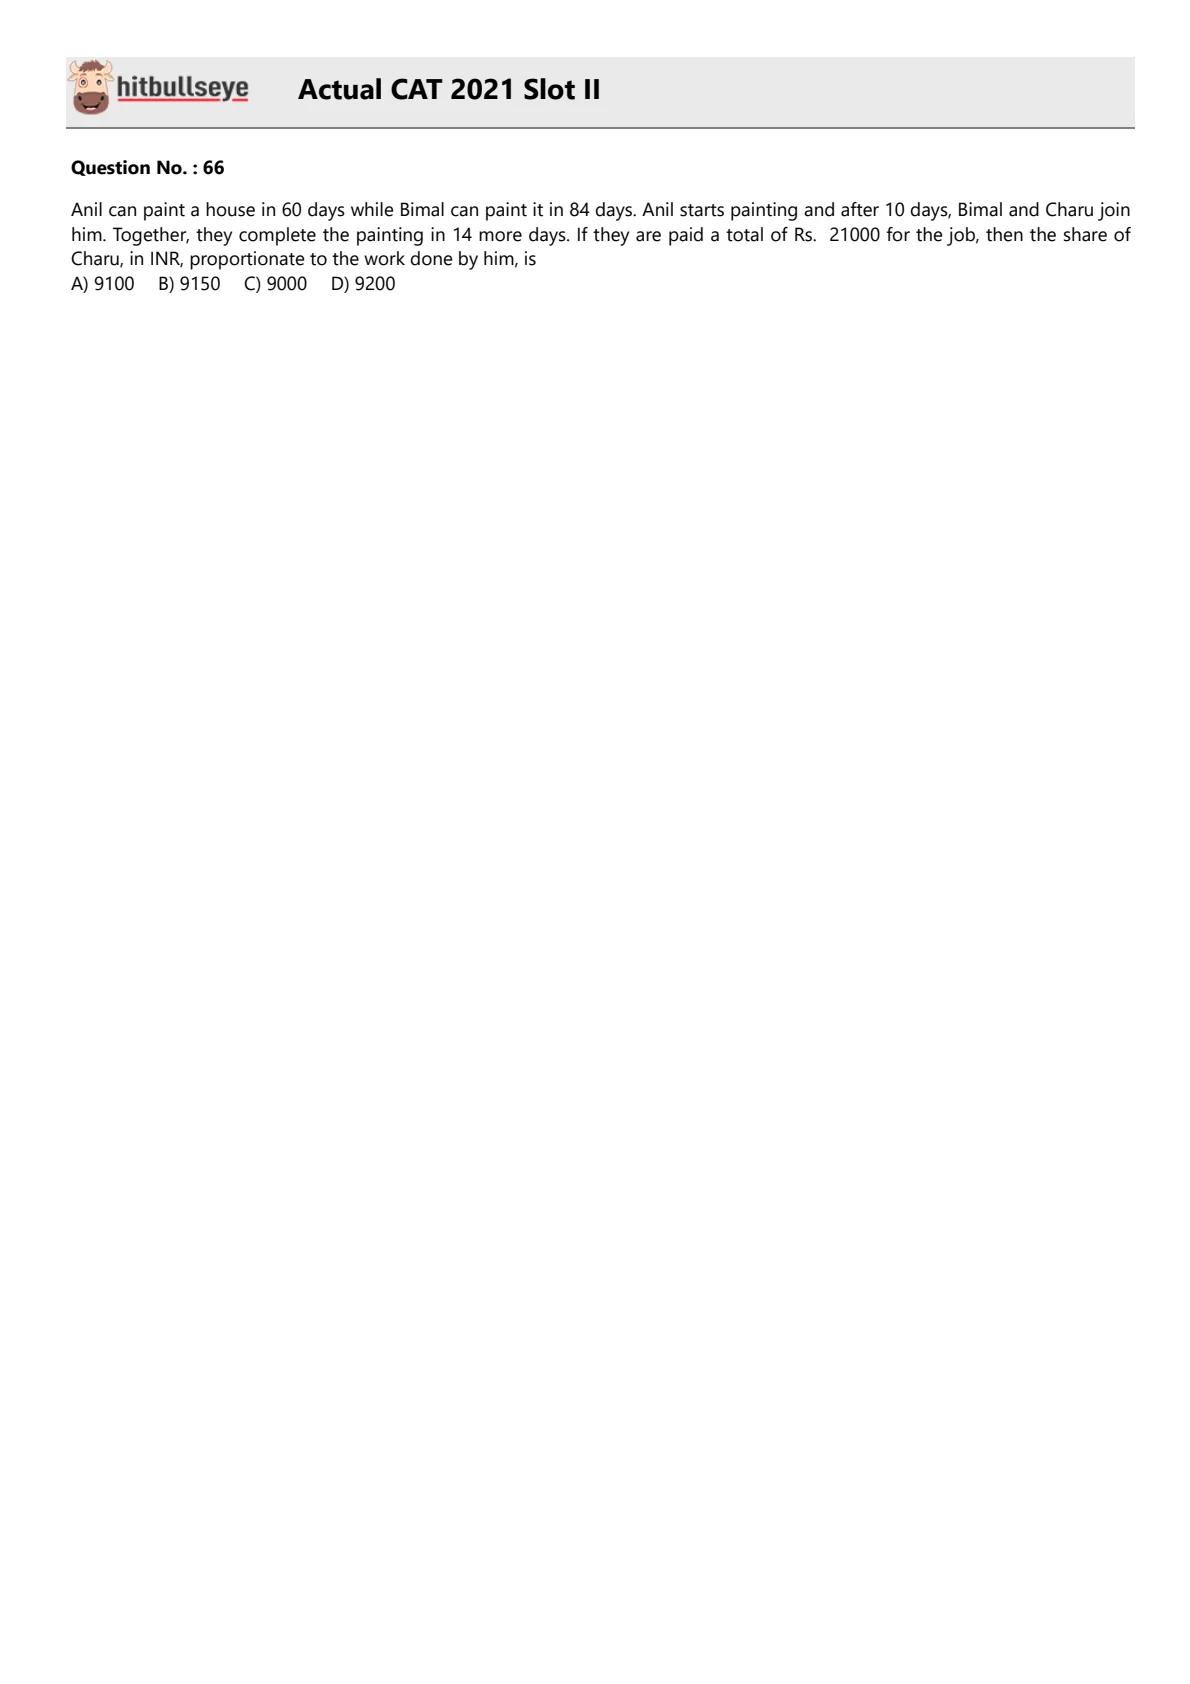 hitbullseye Actual CAT 2021 Slot II
Question No. : 66
Anil can paint a house in 60 days while Bimal can paint it in 84 days. Anil starts painting and after 10 days, Bimal and Charu join
him. Together, they complete the painting in 14 more days. If they are paid a total of Rs.  21000 for the job, then the share of
Charu, in INR, proportionate to the work done by him, is
A) 9100 B) 9150 C) 9000 D) 9200